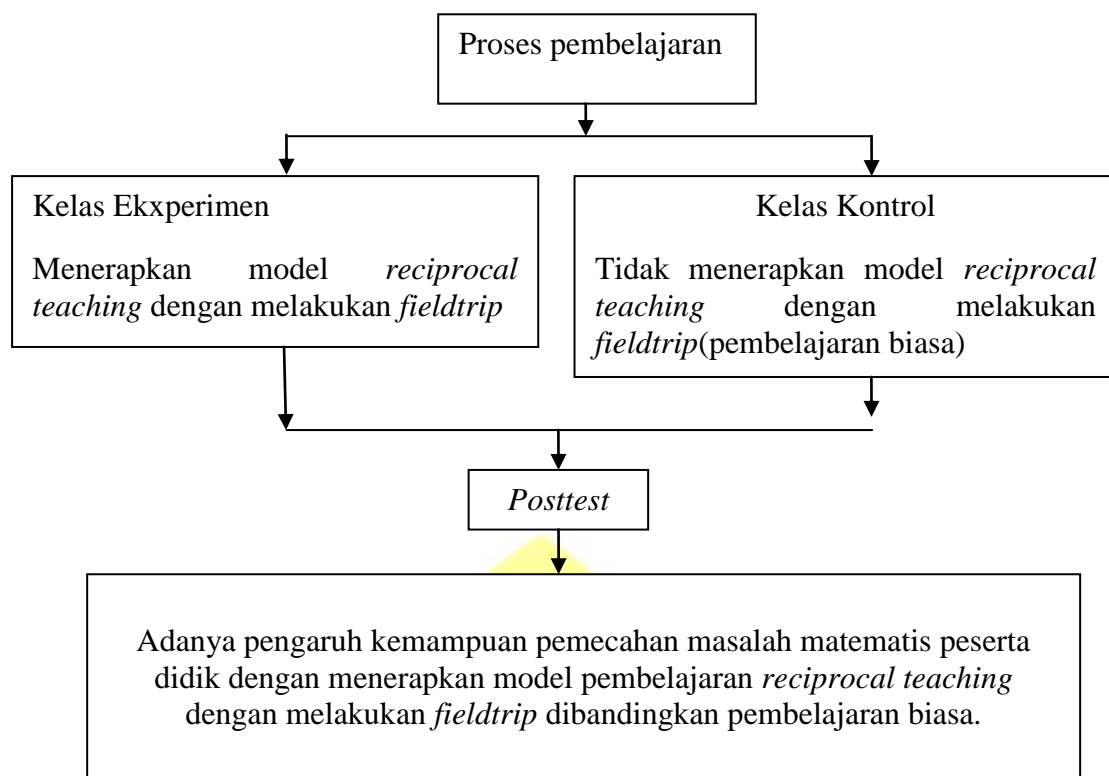 Proses pembelajaran
Kelas Ekxperimen
Menerapkan model reciprocal
teaching dengan melakukan fieldtrip
Kelas Kontrol
Tidak menerapkan model reciprocal
teaching dengan melakukan
fieldtrip(pembelajaran biasa)
Posttest
Adanya pengaruh kemampuan pemecahan masalah matematis peserta
didik dengan menerapkan model pembelajaran reciprocal teaching
dengan melakukan fieldtrip dibandingkan pembelajaran biasa.